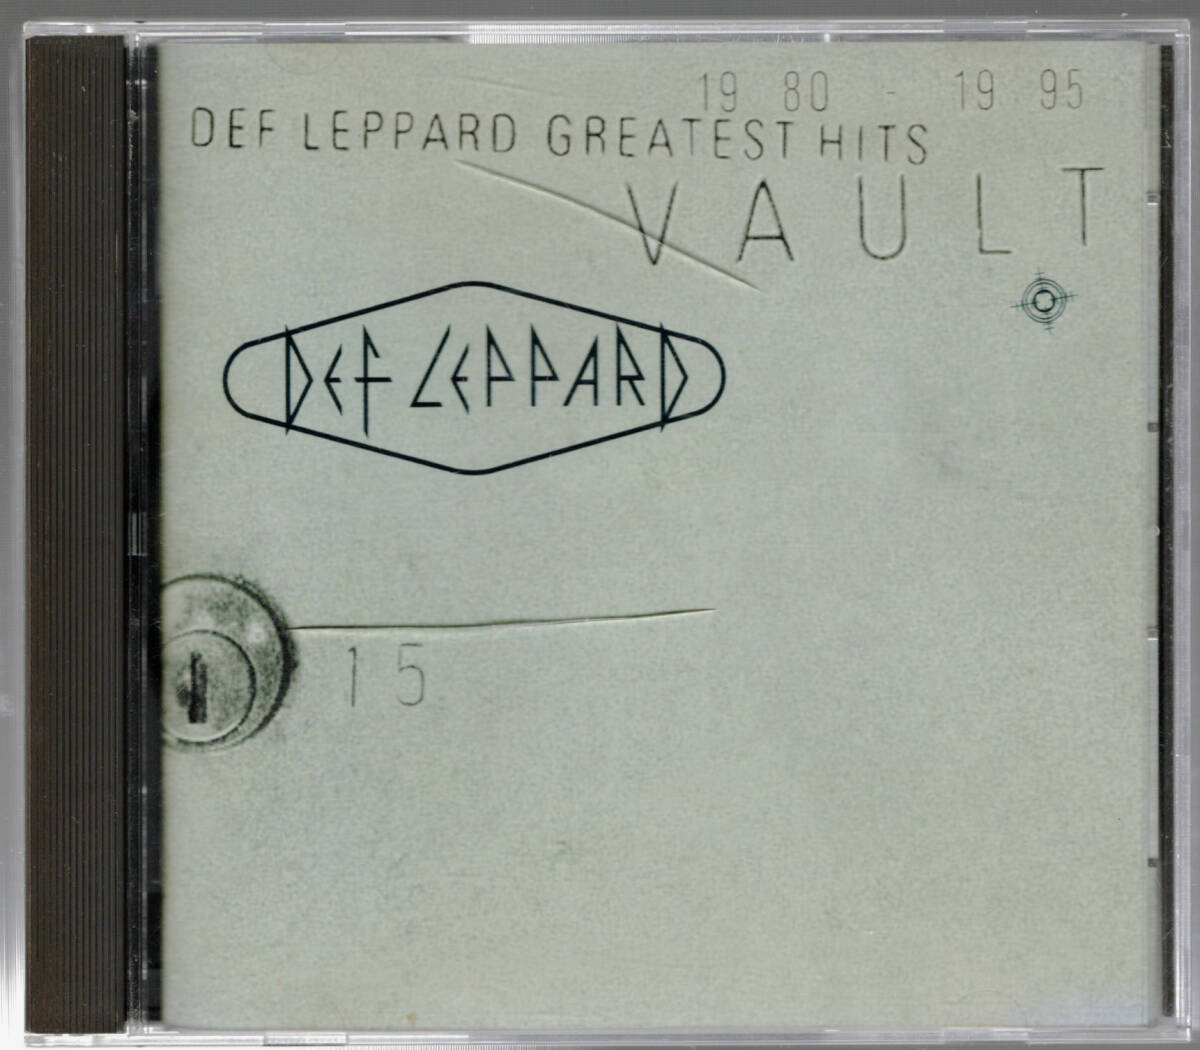 19 80 - 19 95
DEF LEPPARD GREATEST HITS
VAULT
DEF LEPPARD
15